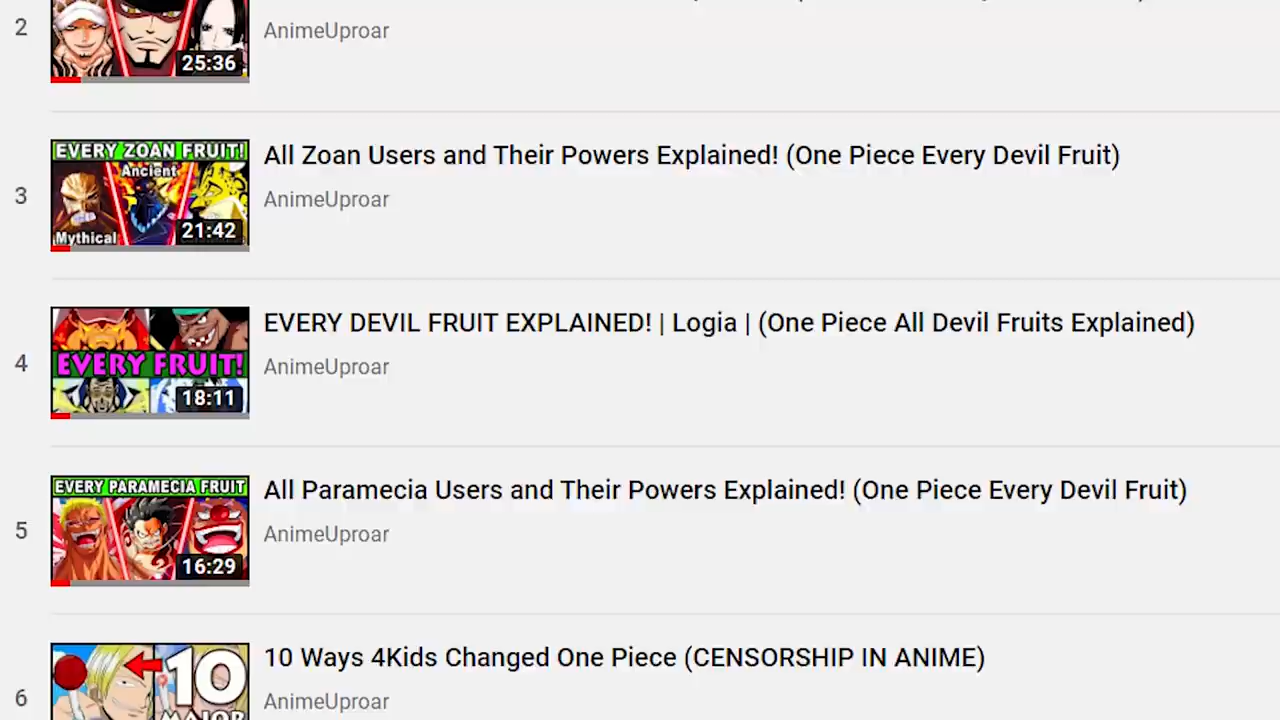 2
25:36
AnimeUproar
3
EVERY ZOAN FRUIT!
Ancient
Mythical
21:42
All Zoan Users and Their Powers Explained! (One Piece Every Devil Fruit)
AnimeUproar
4
EVERY FRUIT!
18:11
EVERY DEVIL FRUIT EXPLAINED! | Logia | (One Piece All Devil Fruits Explained)
AnimeUproar
5
EVERY PARAMECIA FRUIT
16:29
All Paramecia Users and Their Powers Explained! (One Piece Every Devil Fruit)
AnimeUproar
6
10
MAJOR
10 Ways 4Kids Changed One Piece (CENSORSHIP IN ANIME)
AnimeUproar